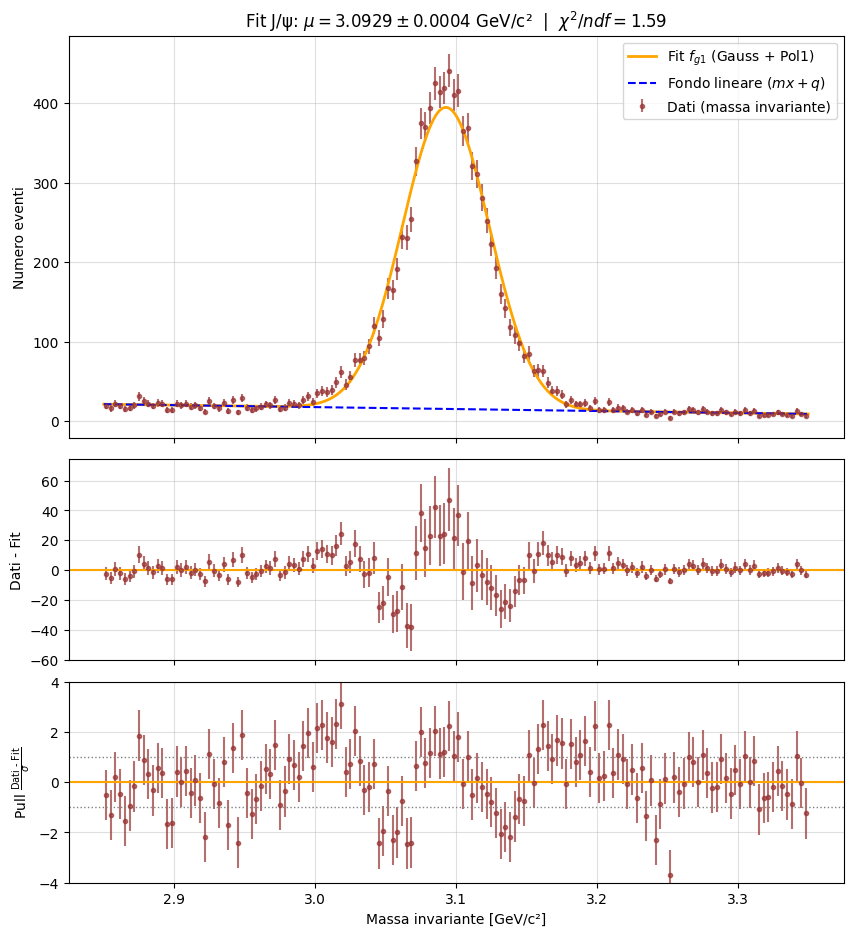 Fit J/ψ: μ = 3.0929 ± 0.0004 GeV/c² | χ²/ndf = 1.59
Fit f_{g1} (Gauss + Pol1)
Fondo lineare (mx + q)
Dati (massa invariante)
Numero eventi
400
300
200
100
0
Dati - Fit
60
40
20
0
−20
−40
−60
Pull \frac{Dati - Fit}{σ}
4
2
0
−2
−4
2.9 3.0 3.1 3.2 3.3
Massa invariante [GeV/c²]